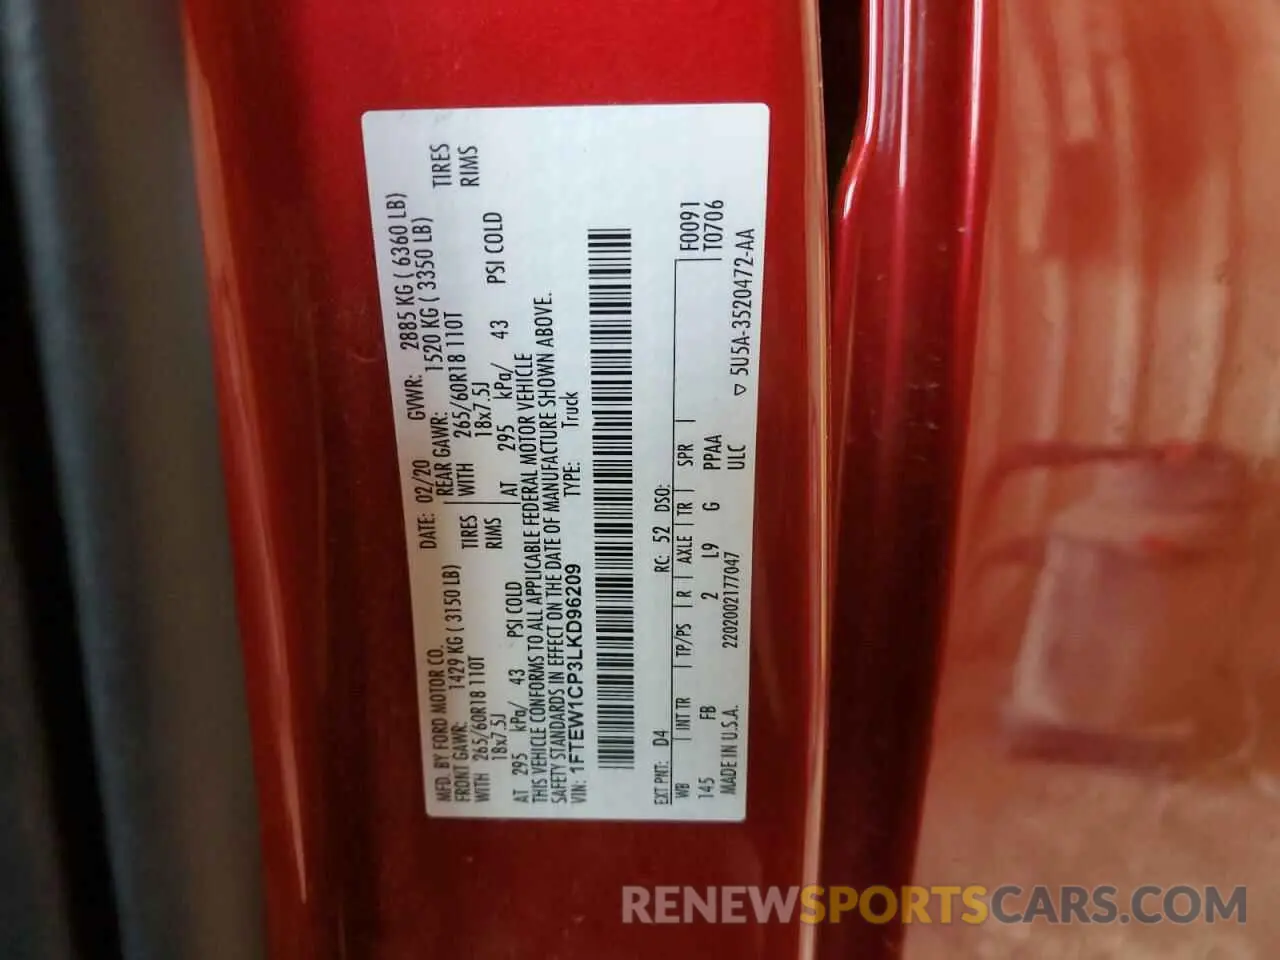 MFD. BY FORD MOTOR CO. DATE: 02/20 GVWR: 2885 KG ( 6360 LB)
FRONT GAWR: 1429 KG ( 3150 LB) REAR GAWR: 1520 KG ( 3350 LB)
WITH 265/60R18 110T TIRES WITH 265/60R18 110T TIRES
18x7.5J RIMS 18x7.5J RIMS
AT 295 kPa/ 43 PSI COLD AT 295 kPa/ 43 PSI COLD
THIS VEHICLE CONFORMS TO ALL APPLICABLE FEDERAL MOTOR VEHICLE
SAFETY STANDARDS IN EFFECT ON THE DATE OF MANUFACTURE SHOWN ABOVE.
VIN: 1FTEW1CP3LKD96209 TYPE: Truck
EXT PNT: D4 RC: 52 DSO: F0091
WB INT TR TP/PS R AXLE TR SPR T0706
145 FB 2 L9 G PPAA
MADE IN U.S.A. 2202002177047 ULC ▽ 5U5A-3520472-AA
RENEWSPORTSCARS.COM